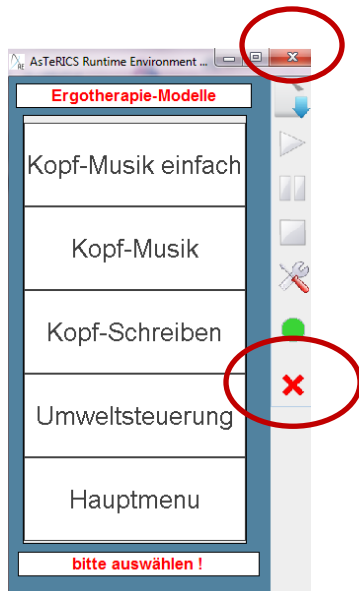 AsTeRICS Runtime Environment ...
Ergotherapie-Modelle
Kopf-Musik einfach
Kopf-Musik
Kopf-Schreiben
Umweltsteuerung
Hauptmenu
bitte auswählen !